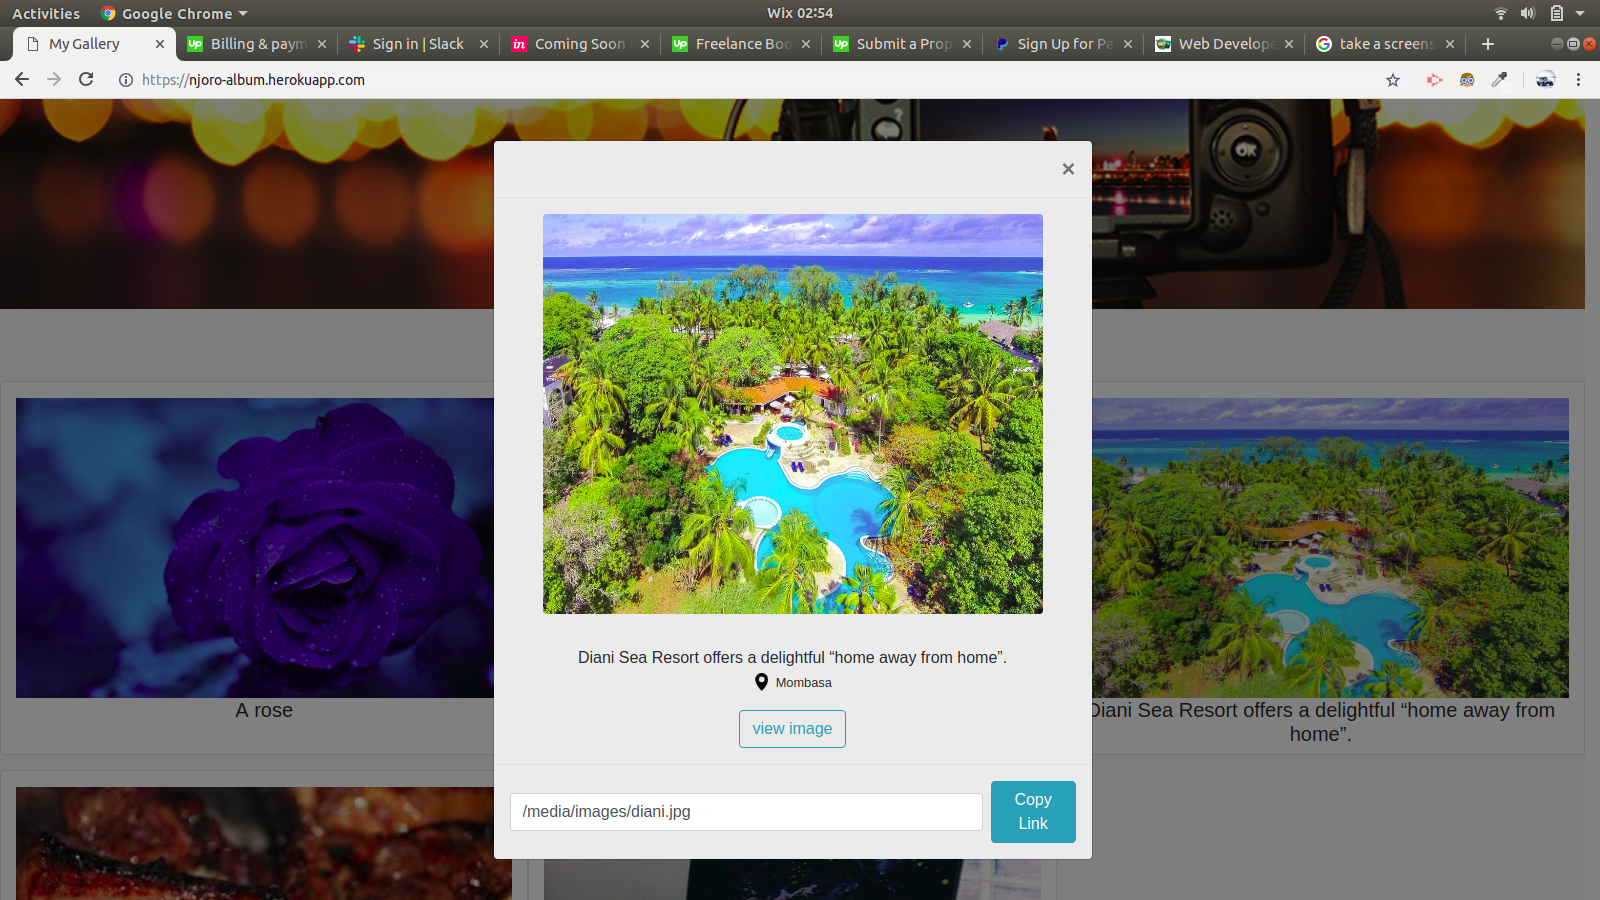 Activities
Google Chrome
Wix 02:54
My Gallery
Billing & paym
Sign in | Slack
Coming Soon
Freelance Boo
Submit a Prop
Sign Up for Pa
Web Develope
take a screens
https://njoro-album.herokuapp.com
OK
×
Diani Sea Resort offers a delightful “home away from home”.
Mombasa
view image
/media/images/diani.jpg
Copy
Link
A rose
Diani Sea Resort offers a delightful “home away from
home”.